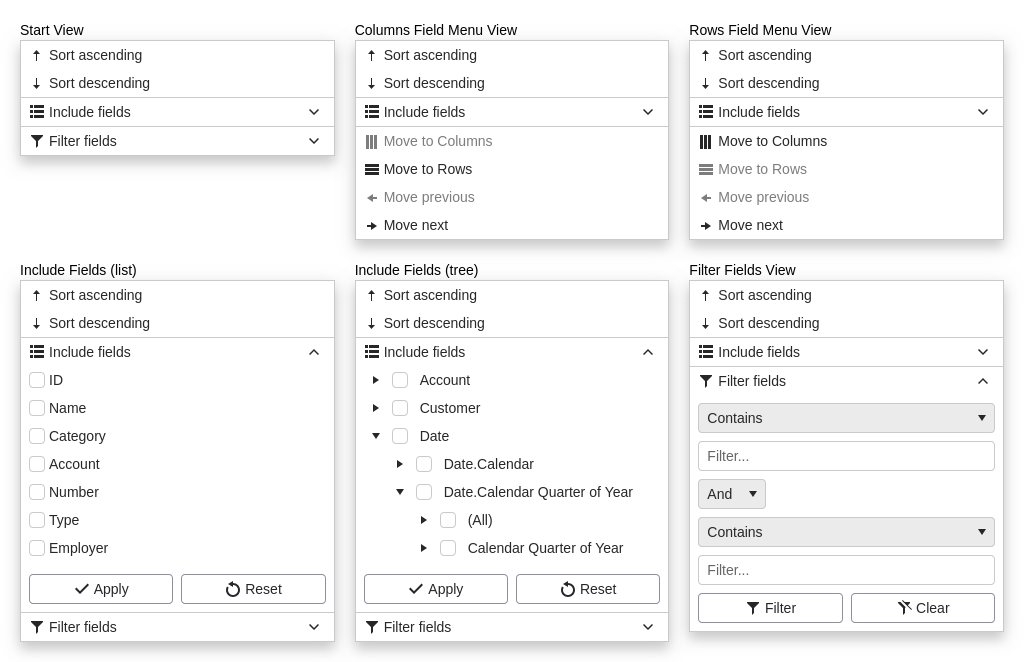 Start View
Sort ascending
Sort descending
Include fields
Filter fields
Columns Field Menu View
Sort ascending
Sort descending
Include fields
Move to Columns
Move to Rows
Move previous
Move next
Rows Field Menu View
Sort ascending
Sort descending
Include fields
Move to Columns
Move to Rows
Move previous
Move next
Include Fields (list)
Sort ascending
Sort descending
Include fields
ID
Name
Category
Account
Number
Type
Employer
Apply Reset
Filter fields
Include Fields (tree)
Sort ascending
Sort descending
Include fields
Account
Customer
Date
Date.Calendar
Date.Calendar Quarter of Year
(All)
Calendar Quarter of Year
Apply Reset
Filter fields
Filter Fields View
Sort ascending
Sort descending
Include fields
Filter fields
Contains
Filter...
And
Contains
Filter...
Filter Clear